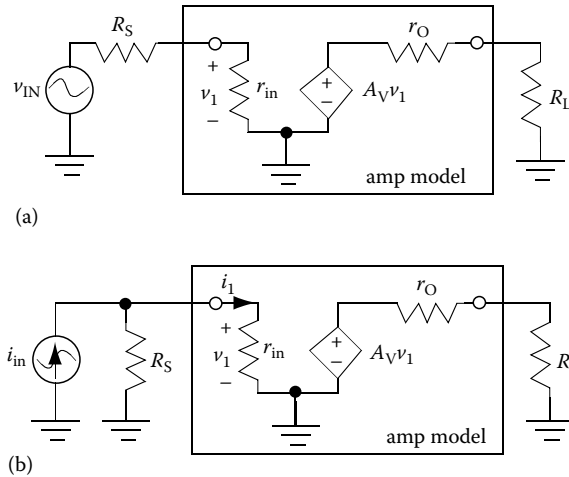 R_S
r_O
v_IN
+
v_1
−
r_in
+
−
A_V v_1
R_L
amp model
(a)
i_1
r_O
i_in
R_S
+
v_1
−
r_in
+
−
A_V v_1
R
amp model
(b)